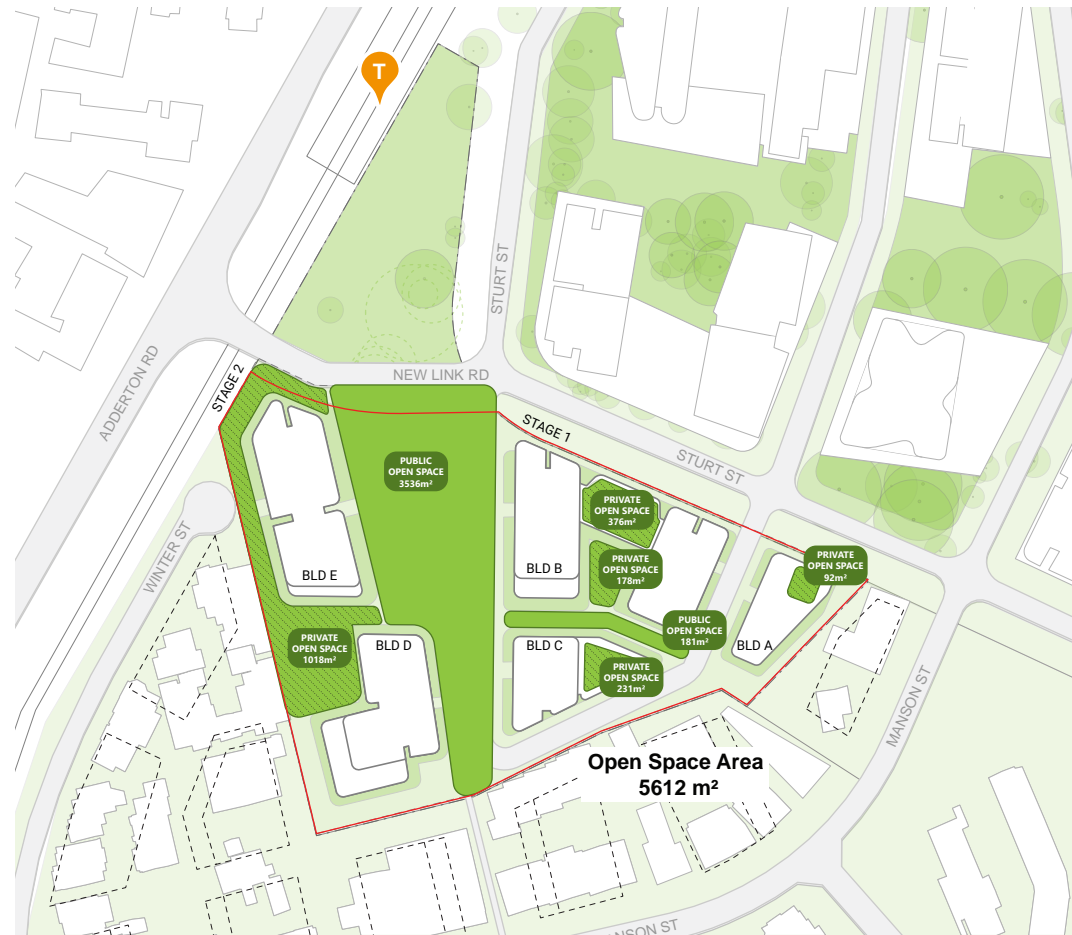 T
STURT ST
ADDERTON RD
STAGE 2
NEW LINK RD
STAGE 1
STURT ST
PUBLIC
OPEN SPACE
3536m²
PRIVATE
OPEN SPACE
376m²
WINTER ST
BLD E
BLD B
PRIVATE
OPEN SPACE
178m²
PRIVATE
OPEN SPACE
92m²
PRIVATE
OPEN SPACE
1018m²
BLD D
BLD C
PUBLIC
OPEN SPACE
181m²
BLD A
PRIVATE
OPEN SPACE
231m²
MANSON ST
Open Space Area
5612 m²
MANSON ST